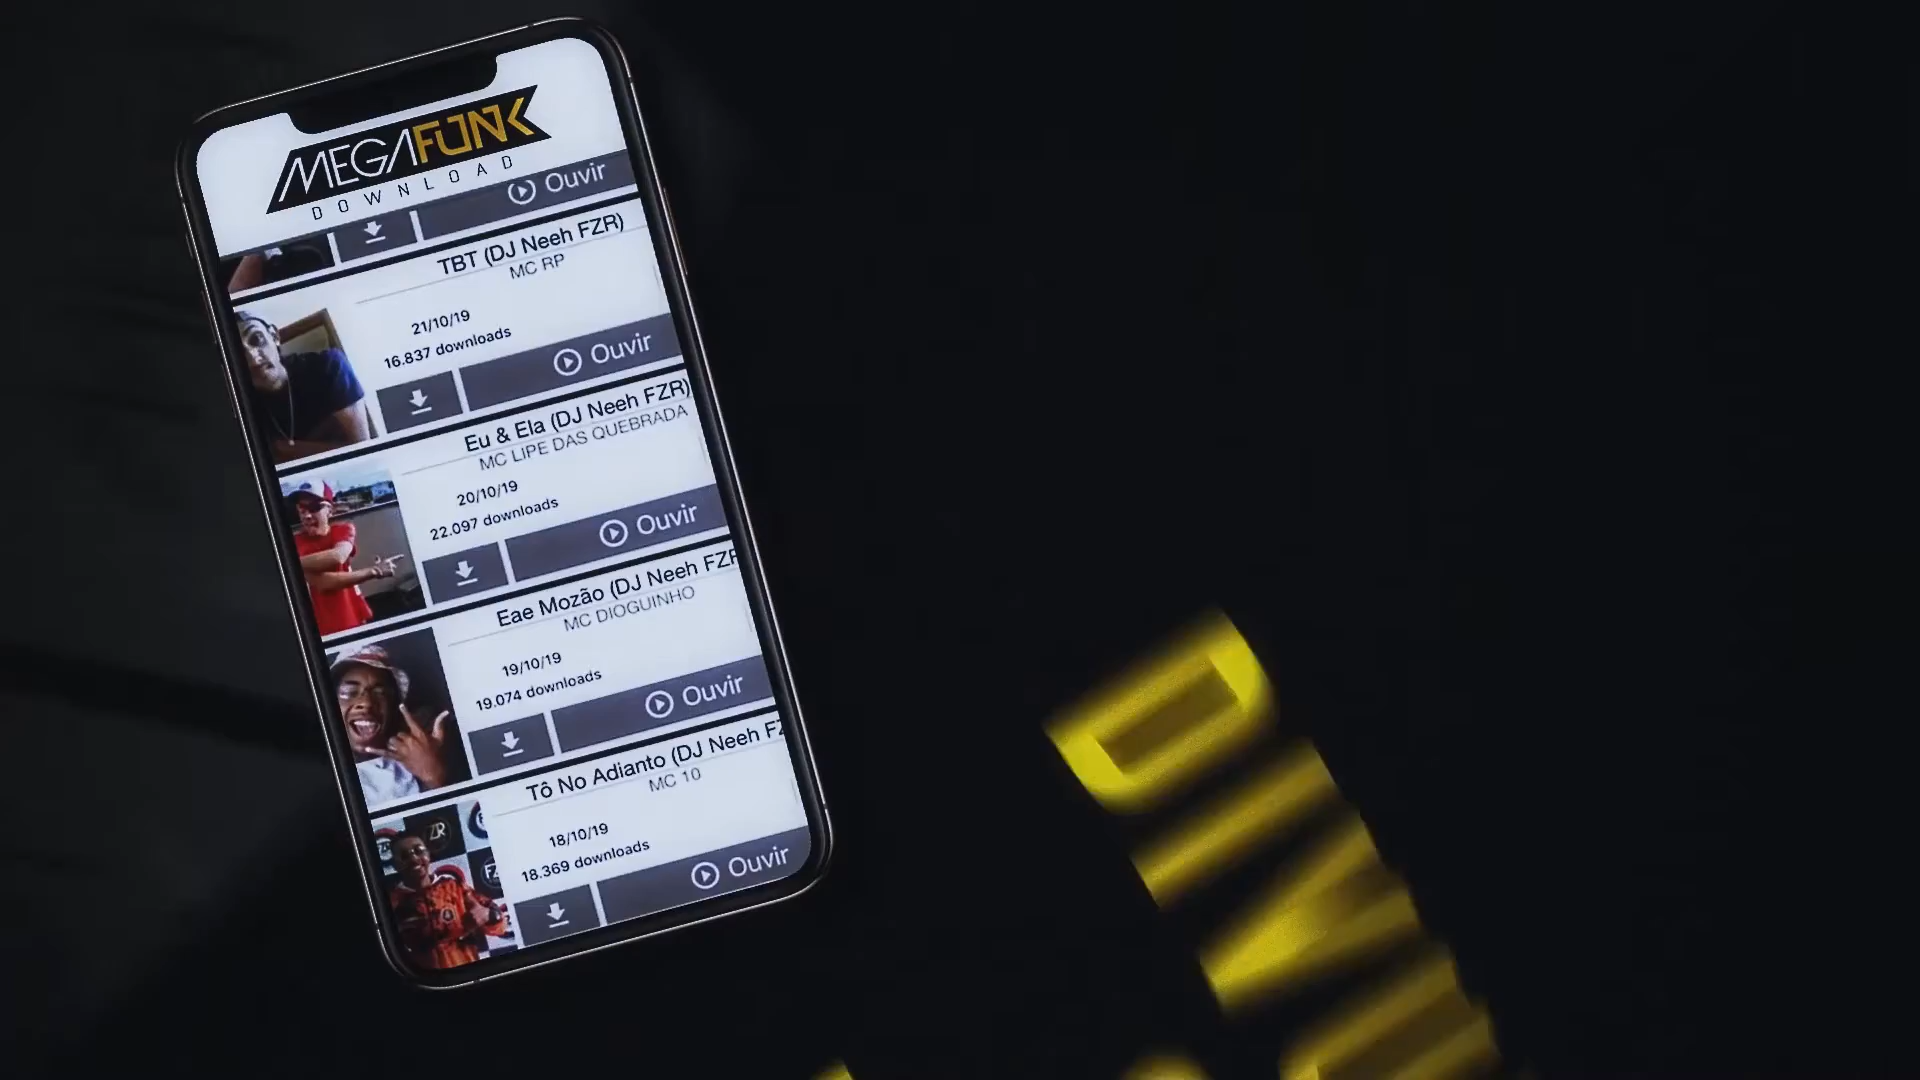 MEGAFUNK
DOWNLOAD
Ouvir
TBT (DJ Neeh FZR)
MC RP
21/10/19
16.837 downloads
Ouvir
Eu & Ela (DJ Neeh FZR)
MC LIPE DAS QUEBRADA
20/10/19
22.097 downloads
Ouvir
Eae Mozão (DJ Neeh FZR
MC DIOGUINHO
19/10/19
19.074 downloads
Ouvir
Tô No Adianto (DJ Neeh FZ
MC 10
18/10/19
18.369 downloads
Ouvir